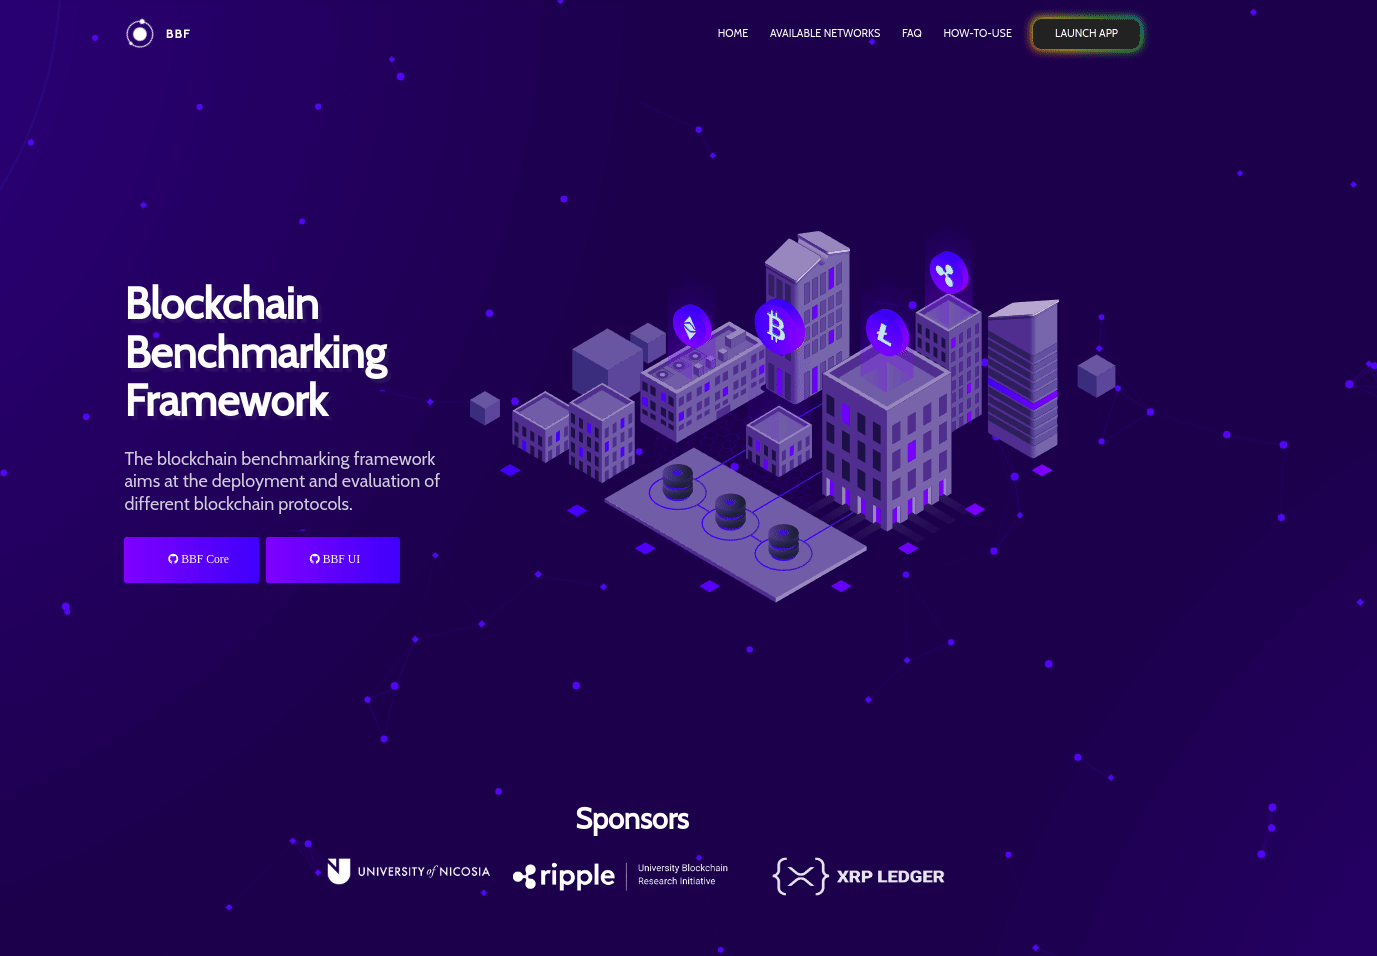 BBF
HOME
AVAILABLE NETWORKS
FAQ
HOW-TO-USE
LAUNCH APP
Blockchain
Benchmarking
Framework
The blockchain benchmarking framework
aims at the deployment and evaluation of
different blockchain protocols.
BBF Core
BBF UI
Sponsors
UNIVERSITY of NICOSIA
ripple
University Blockchain
Research Initiative
XRP LEDGER